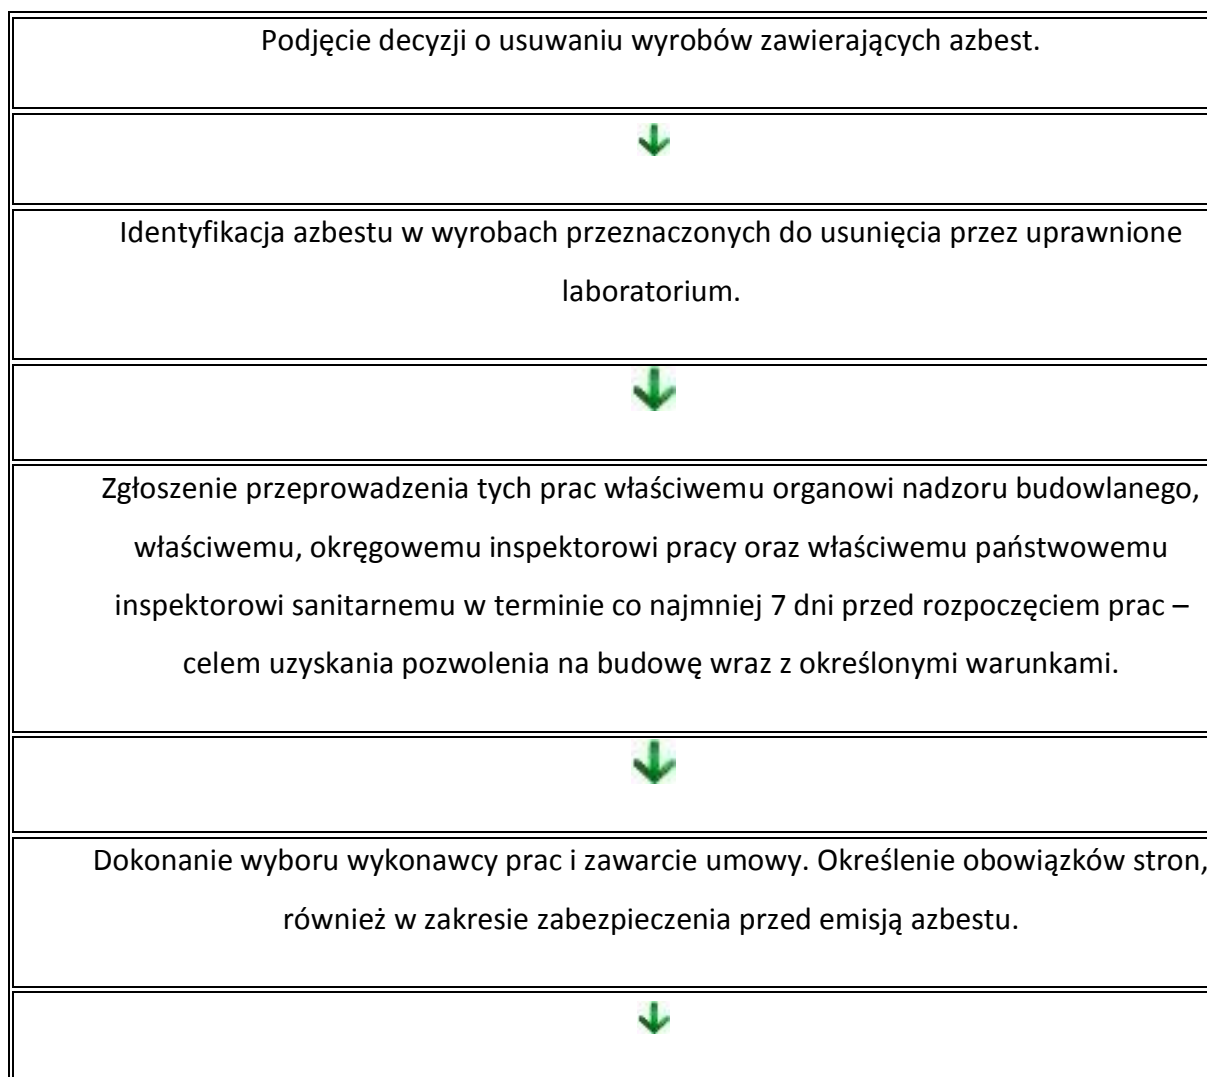 Podjęcie decyzji o usuwaniu wyrobów zawierających azbest.
Identyfikacja azbestu w wyrobach przeznaczonych do usunięcia przez uprawnione
laboratorium.
Zgłoszenie przeprowadzenia tych prac właściwemu organowi nadzoru budowlanego,
właściwemu, okręgowemu inspektorowi pracy oraz właściwemu państwowemu
inspektorowi sanitarnemu w terminie co najmniej 7 dni przed rozpoczęciem prac –
celem uzyskania pozwolenia na budowę wraz z określonymi warunkami.
Dokonanie wyboru wykonawcy prac i zawarcie umowy. Określenie obowiązków stron,
również w zakresie zabezpieczenia przed emisją azbestu.